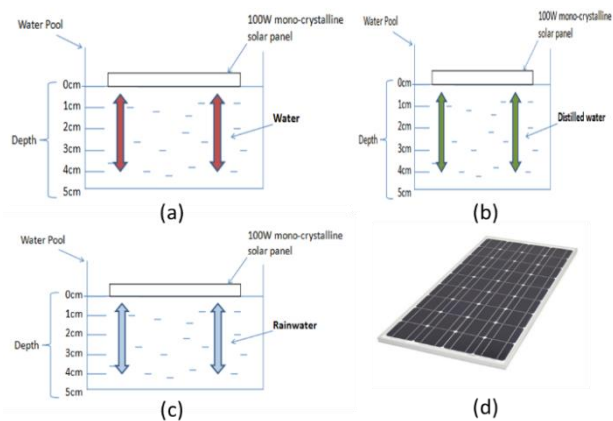 Water Pool
100W mono-crystalline
solar panel
0cm
1cm
2cm
3cm
4cm
5cm
Depth
Water
(a)
Water Pool
100W mono-crystalline
solar panel
0cm
1cm
2cm
3cm
4cm
5cm
Depth
Distilled water
(b)
Water Pool
100W mono-crystalline
solar panel
0cm
1cm
2cm
3cm
4cm
5cm
Depth
Rainwater
(c)
(d)